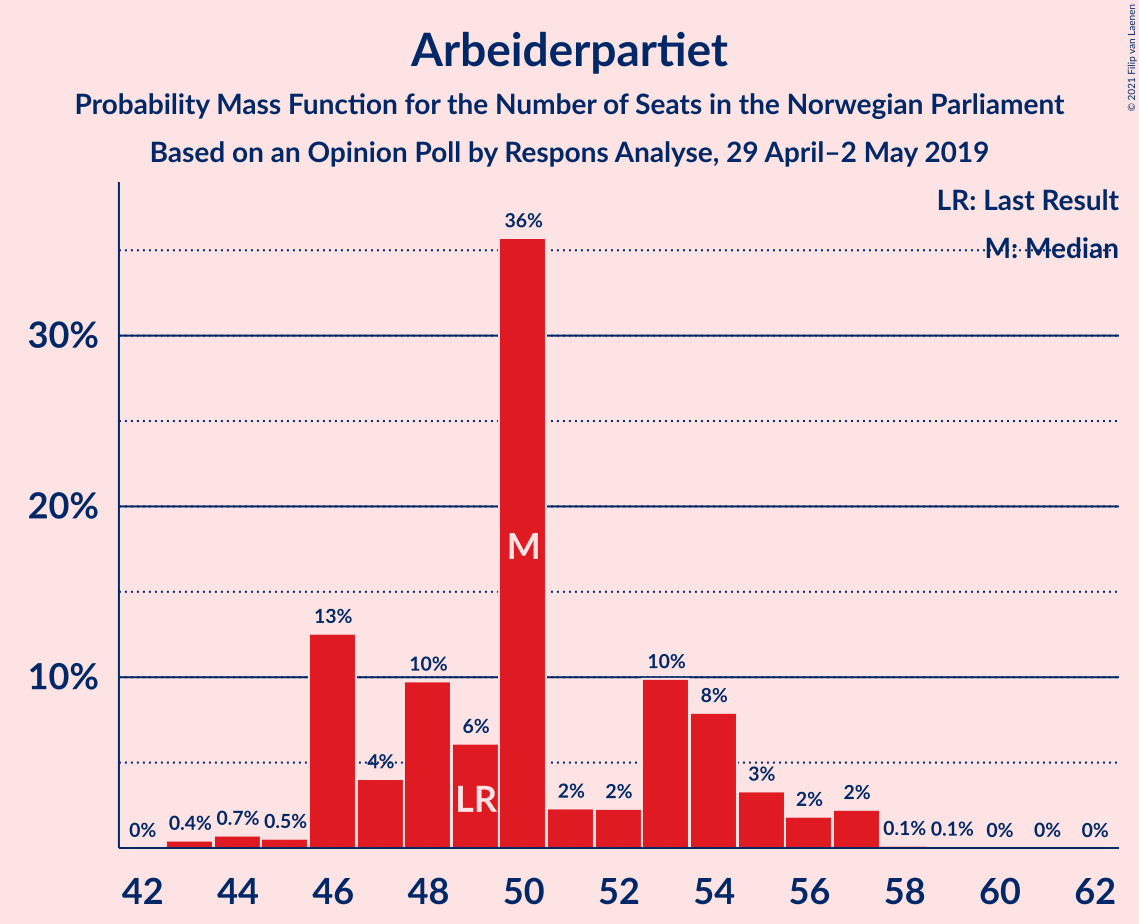 © 2021 Filip van Laenen
Arbeiderpartiet
Probability Mass Function for the Number of Seats in the Norwegian Parliament
Based on an Opinion Poll by Respons Analyse, 29 April–2 May 2019
LR: Last Result
M: Median
30%
20%
10%
0% 0.4% 0.7% 0.5% 13% 4% 10% 6% 36% 2% 2% 10% 8% 3% 2% 2% 0.1% 0.1% 0% 0% 0%
M
LR
42 44 46 48 50 52 54 56 58 60 62